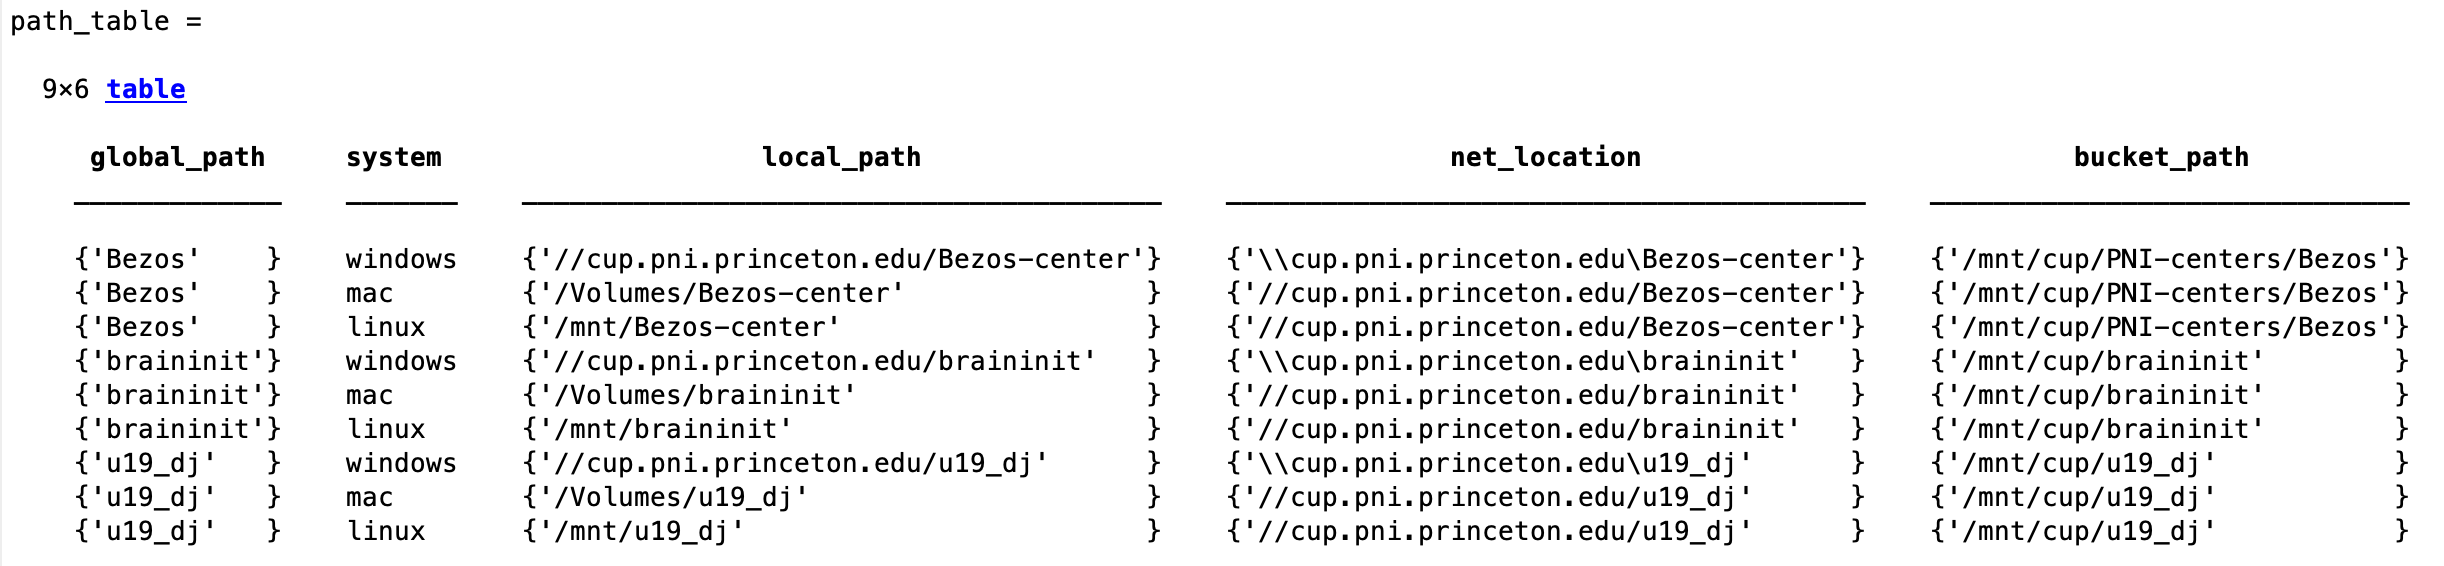 path_table =
9×6 table
global_path    system    local_path    net_location    bucket_path
{'Bezos'    }    windows    {'//cup.pni.princeton.edu/Bezos-center'}    {'\\cup.pni.princeton.edu\Bezos-center'}    {'/mnt/cup/PNI-centers/Bezos'}
{'Bezos'    }    mac        {'/Volumes/Bezos-center'               }    {'//cup.pni.princeton.edu/Bezos-center'}    {'/mnt/cup/PNI-centers/Bezos'}
{'Bezos'    }    linux      {'/mnt/Bezos-center'                   }    {'//cup.pni.princeton.edu/Bezos-center'}    {'/mnt/cup/PNI-centers/Bezos'}
{'braininit'}    windows    {'//cup.pni.princeton.edu/braininit'   }    {'\\cup.pni.princeton.edu\braininit'   }    {'/mnt/cup/braininit'        }
{'braininit'}    mac        {'/Volumes/braininit'                  }    {'//cup.pni.princeton.edu/braininit'   }    {'/mnt/cup/braininit'        }
{'braininit'}    linux      {'/mnt/braininit'                      }    {'//cup.pni.princeton.edu/braininit'   }    {'/mnt/cup/braininit'        }
{'u19_dj'   }    windows    {'//cup.pni.princeton.edu/u19_dj'      }    {'\\cup.pni.princeton.edu\u19_dj'      }    {'/mnt/cup/u19_dj'           }
{'u19_dj'   }    mac        {'/Volumes/u19_dj'                     }    {'//cup.pni.princeton.edu/u19_dj'      }    {'/mnt/cup/u19_dj'           }
{'u19_dj'   }    linux      {'/mnt/u19_dj'                         }    {'//cup.pni.princeton.edu/u19_dj'      }    {'/mnt/cup/u19_dj'           }